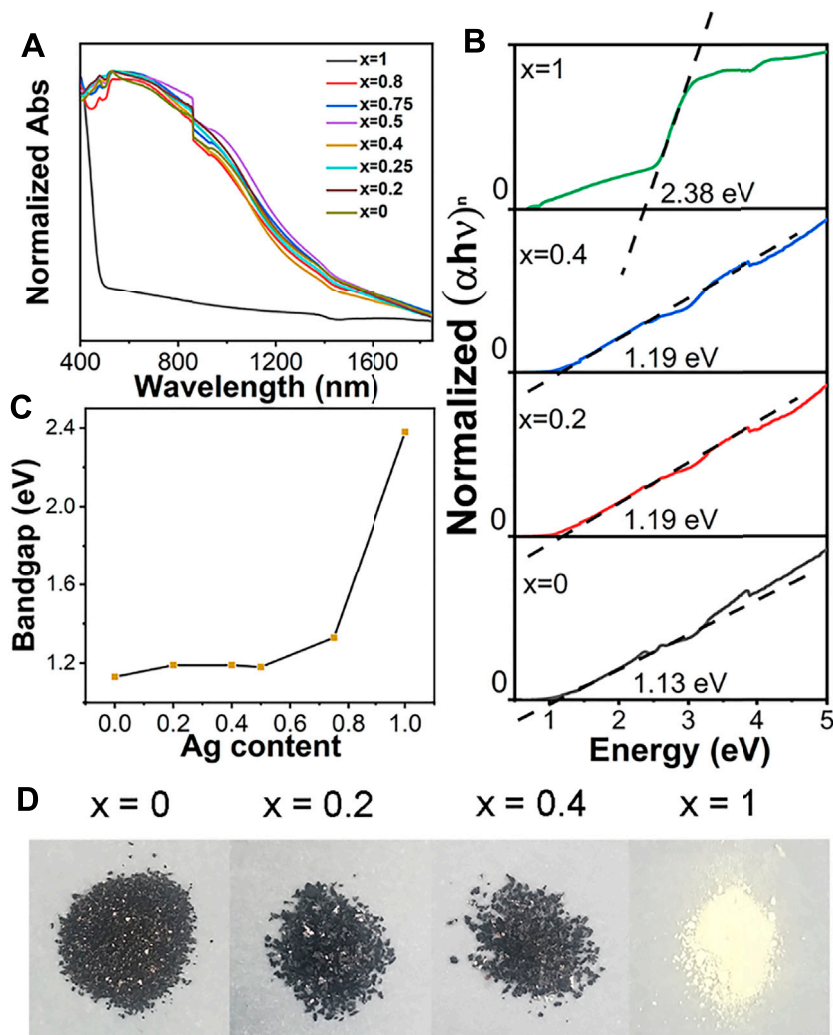 A
Normalized Abs
x=1
x=0.8
x=0.75
x=0.5
x=0.4
x=0.25
x=0.2
x=0
400
800
1200
1600
Wavelength (nm)
B
Normalized (αhν)ⁿ
x=1
0
2.38 eV
x=0.4
0
1.19 eV
x=0.2
0
1.19 eV
x=0
0
1.13 eV
1
2
3
4
5
Energy (eV)
C
Bandgap (eV)
2.4
2.0
1.6
1.2
0.0
0.2
0.4
0.6
0.8
1.0
Ag content
D
x = 0
x = 0.2
x = 0.4
x = 1